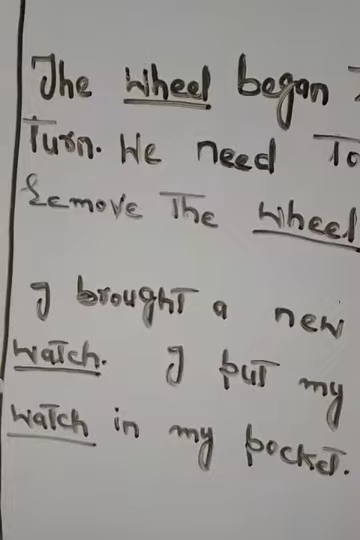 The wheel began
Turn. We need To
Remove The wheel
I brought a new
watch. I put my
watch in my pocket.